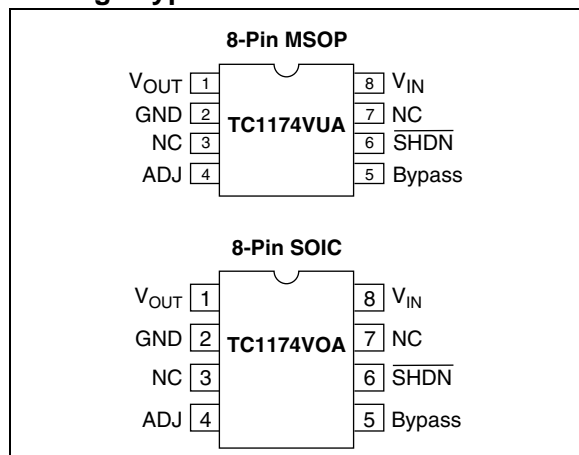 8-Pin MSOP
VOUT 1 8 VIN
GND 2 TC1174VUA 7 NC
NC 3 6 SHDN
ADJ 4 5 Bypass
8-Pin SOIC
VOUT 1 8 VIN
GND 2 TC1174VOA 7 NC
NC 3 6 SHDN
ADJ 4 5 Bypass